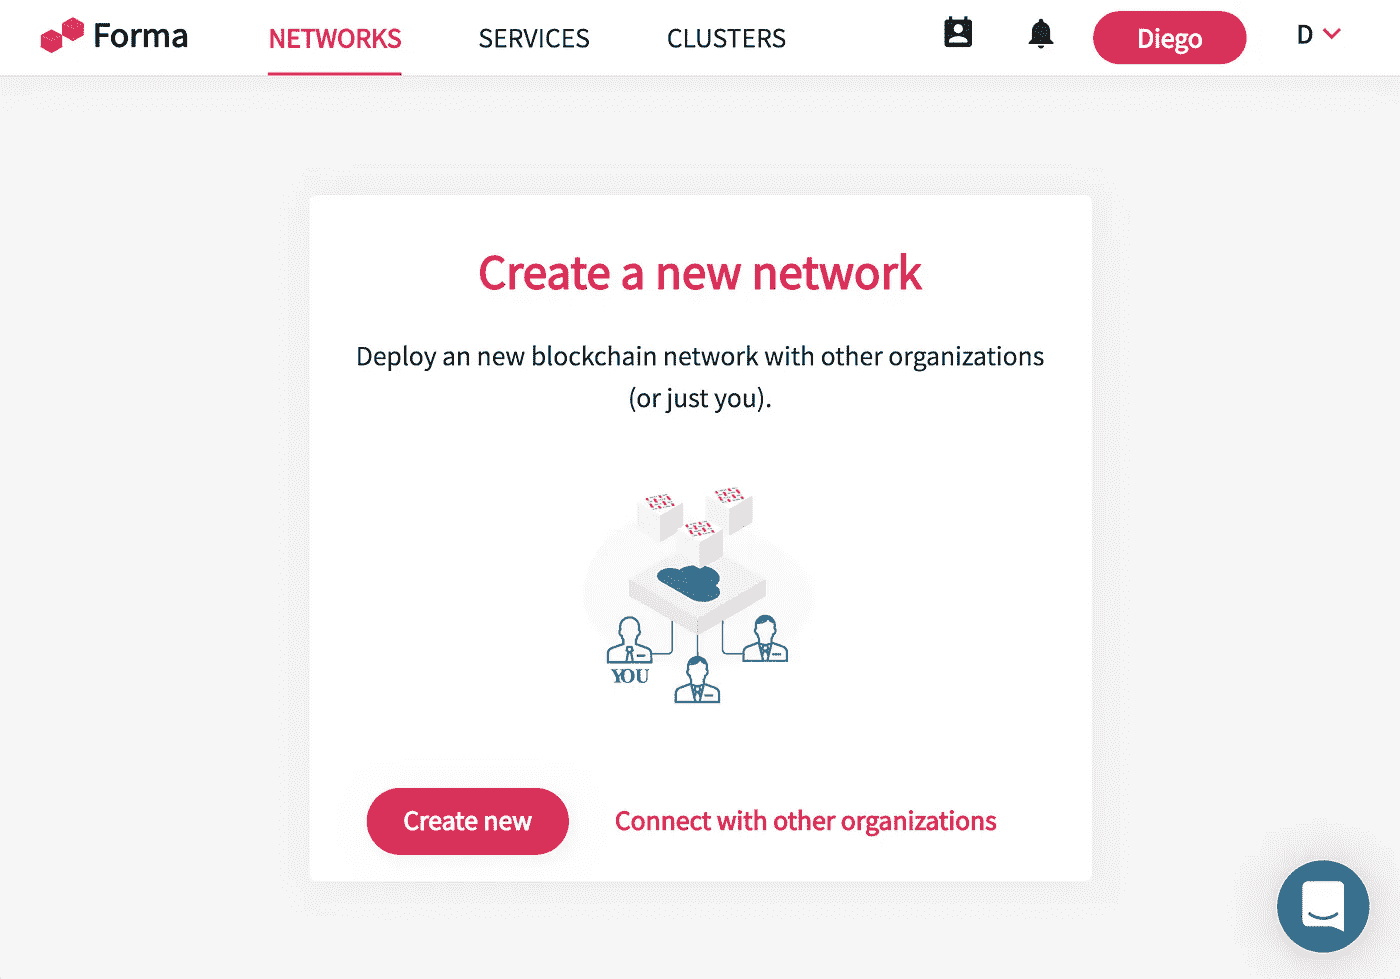 Forma
NETWORKS
SERVICES
CLUSTERS
Diego
D
Create a new network
Deploy an new blockchain network with other organizations
(or just you).
YOU
Create new
Connect with other organizations